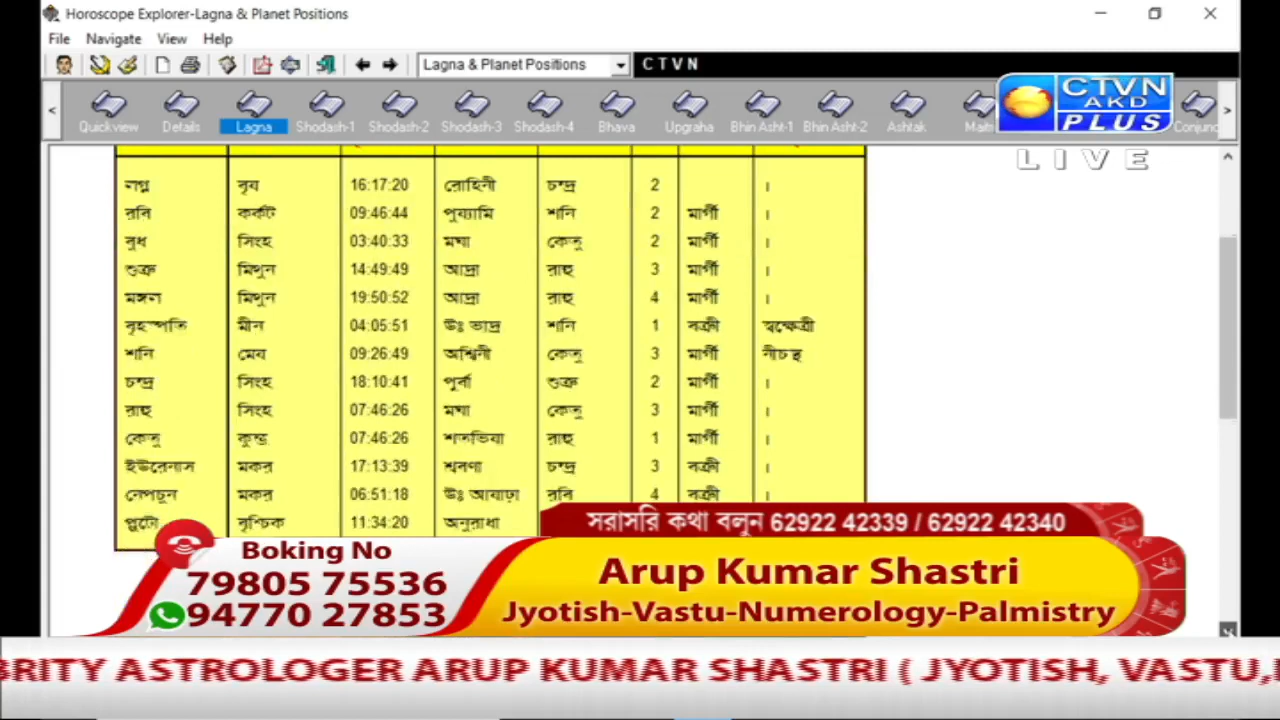 Horoscope Explorer-Lagna & Planet Positions
File Navigate View Help
Lagna & Planet Positions CTVN
Quickview Details Lagna Shodash-1 Shodash-2 Shodash-3 Shodash-4 Bhava Upgraha Bhin Asht-1 Bhin Asht-2 Ashtak
CTVN
AKD
PLUS
LIVE
লগ্ন বৃষ 16:17:20 রোহিনী চন্দ্র 2 ।
রবি কর্কট 09:46:44 পুষ্যামি শনি 2 মার্গী ।
বুধ সিংহ 03:40:33 মঘা কেতু 2 মার্গী ।
শুক্র মিথুন 14:49:49 আদ্রা রাহু 3 মার্গী ।
মঙ্গল মিথুন 19:50:52 আদ্রা রাহু 4 মার্গী ।
বৃহস্পতি মীন 04:05:51 উঃ ভাদ্র শনি 1 বক্রী স্বক্ষেত্রী
শনি মেষ 09:26:49 অশ্বিনী কেতু 3 মার্গী নীচস্থ
চন্দ্র সিংহ 18:10:41 পুর্বা শুক্র 2 মার্গী ।
রাহু সিংহ 07:46:26 মঘা কেতু 3 মার্গী ।
কেতু কুম্ভ 07:46:26 শতভিষা রাহু 1 মার্গী ।
ইউরেনাস মকর 17:13:39 শ্রবণা চন্দ্র 3 বক্রী ।
নেপচুন মকর 06:51:18 উঃ আষাঢ়া রবি 4 বক্রী ।
প্লুটো বৃশ্চিক 11:34:20 অনুরাধা
সরাসরি কথা বলুন 62922 42339 / 62922 42340
Boking No
79805 75536
94770 27853
Arup Kumar Shastri
Jyotish-Vastu-Numerology-Palmistry
BRITY ASTROLOGER ARUP KUMAR SHASTRI ( JYOTISH, VASTU,